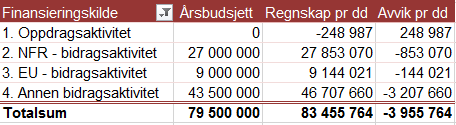 Finansieringskilde Årsbudsjett Regnskap pr dd Avvik pr dd
1. Oppdragsaktivitet 0 -248 987 248 987
2. NFR - bidragsaktivitet 27 000 000 27 853 070 -853 070
3. EU - bidragsaktivitet 9 000 000 9 144 021 -144 021
4. Annen bidragsaktivitet 43 500 000 46 707 660 -3 207 660
Totalsum 79 500 000 83 455 764 -3 955 764